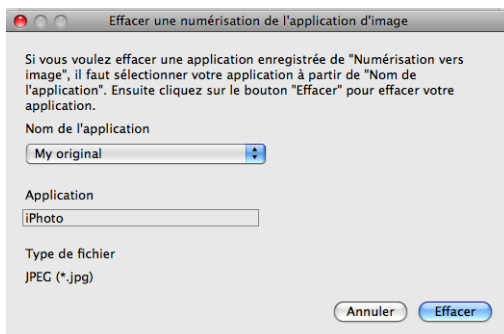 Effacer une numérisation de l'application d'image
Si vous voulez effacer une application enregistrée de "Numérisation vers
image", il faut sélectionner votre application à partir de "Nom de
l'application". Ensuite cliquez sur le bouton "Effacer" pour effacer votre
application.
Nom de l'application
My original
Application
iPhoto
Type de fichier
JPEG (*.jpg)
Annuler Effacer